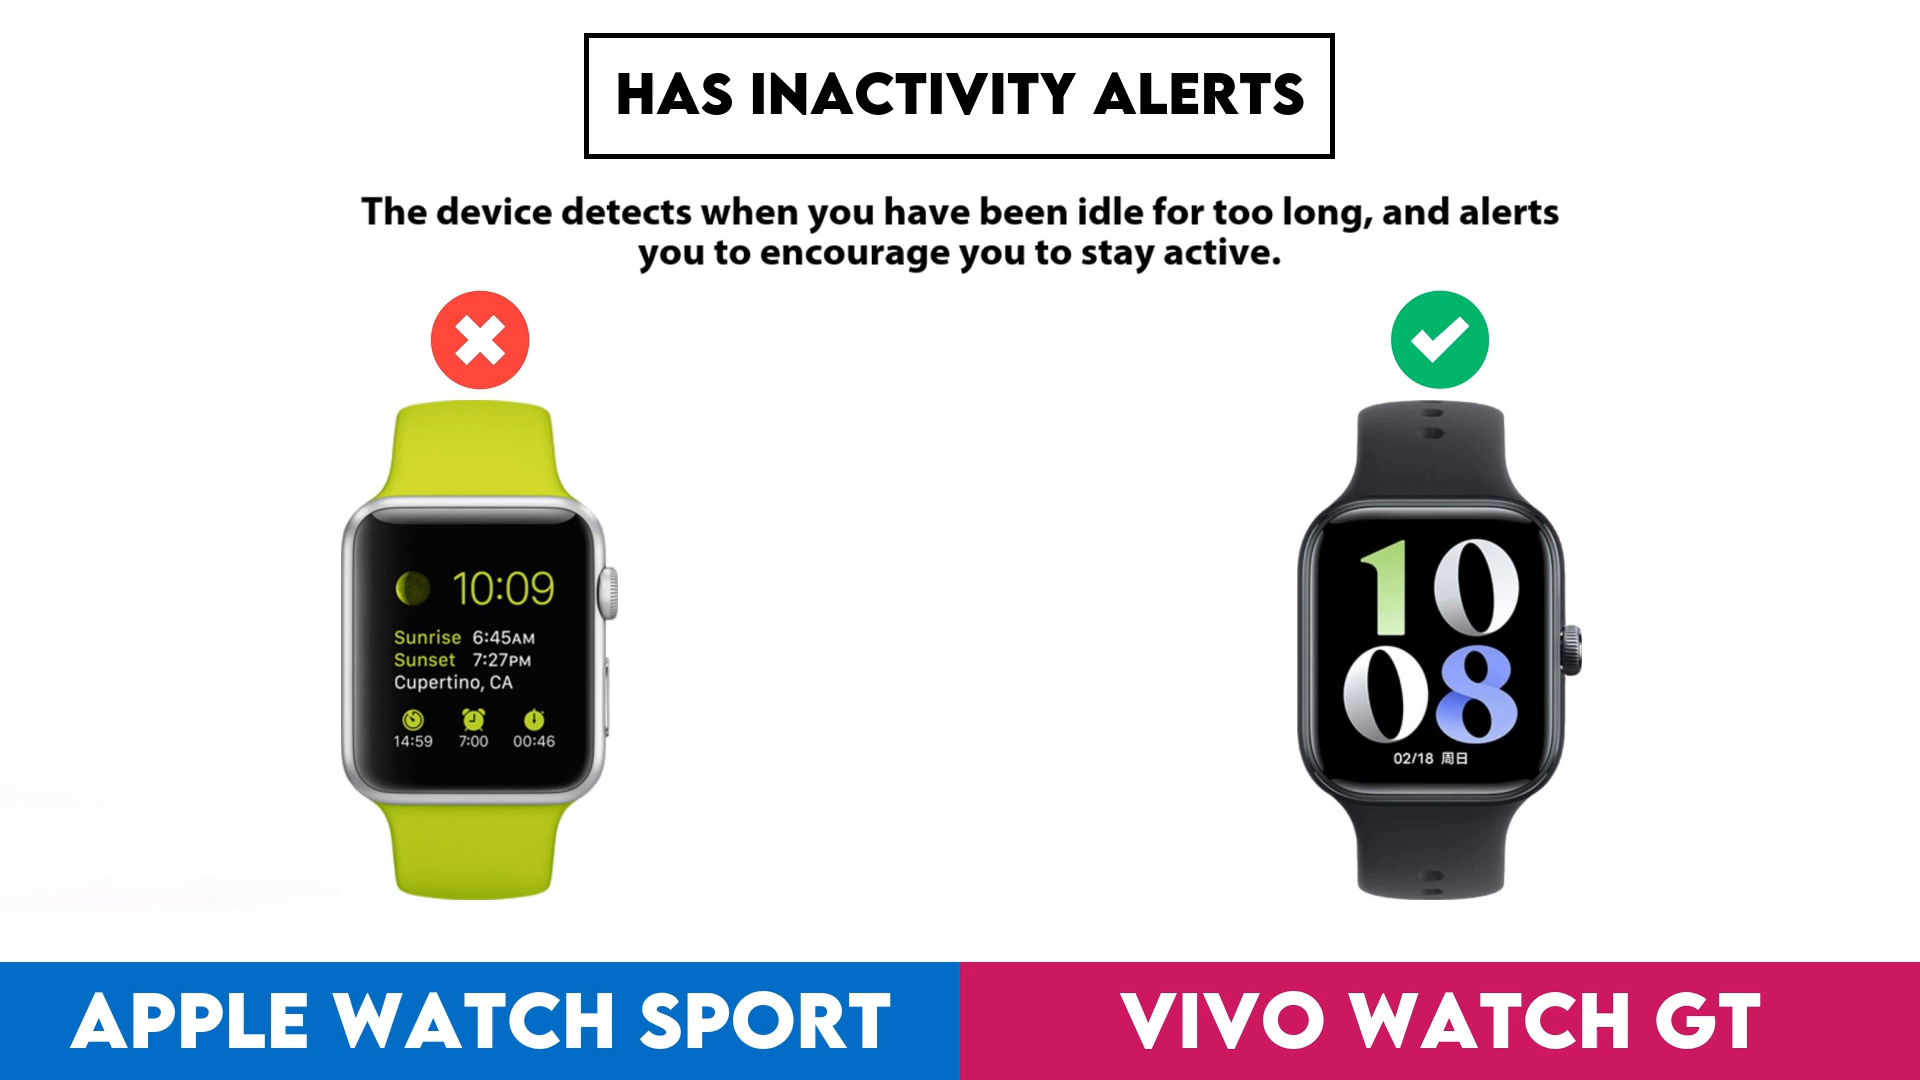 HAS INACTIVITY ALERTS
The device detects when you have been idle for too long, and alerts
you to encourage you to stay active.
10:09
Sunrise 6:45AM
Sunset 7:27PM
Cupertino, CA
14:59 7:00 00:46
10
08
02/18 周日
APPLE WATCH SPORT
VIVO WATCH GT